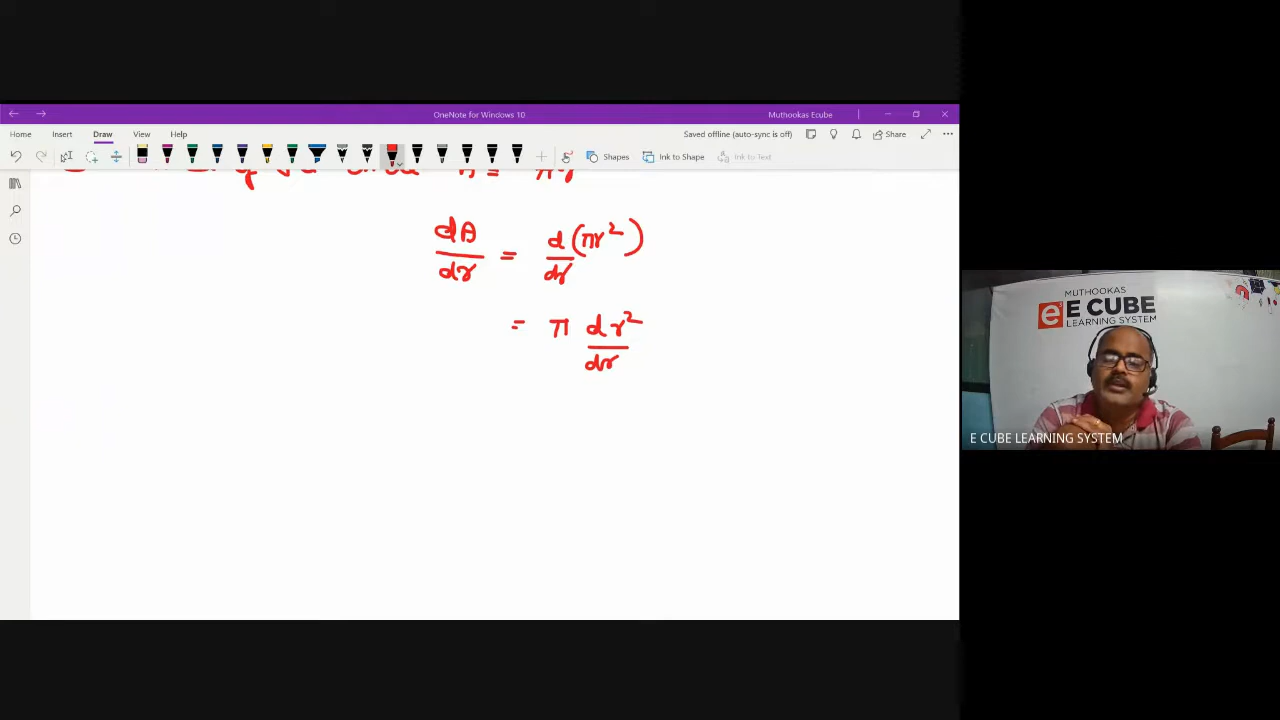 OneNote for Windows 10
Muthookas Ecube
Home Insert Draw View Help
Saved offline (auto-sync is off)
Share
Shapes
Ink to Shape
Ink to Text
dA/dr = d/dr (πr²)
= π dr²/dr
MUTHOOKAS
e³ E CUBE
LEARNING SYSTEM
E CUBE LEARNING SYSTEM